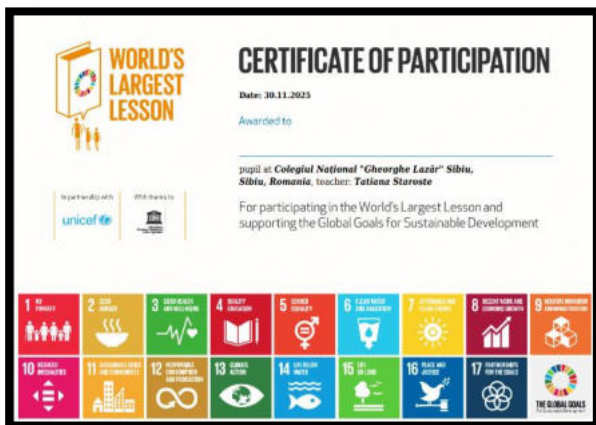 WORLD'S
LARGEST
LESSON
CERTIFICATE OF PARTICIPATION
Date: 30.11.2025
Awarded to
pupil at Colegiul Național "Gheorghe Lazăr" Sibiu,
Sibiu, Romania, teacher: Tatiana Staroste
For participating in the World's Largest Lesson and
supporting the Global Goals for Sustainable Development
In partnership with
unicef
With thanks to
1 NO
POVERTY
2 ZERO
HUNGER
3 GOOD HEALTH
AND WELL-BEING
4 QUALITY
EDUCATION
5 GENDER
EQUALITY
6 CLEAN WATER
AND SANITATION
7 AFFORDABLE AND
CLEAN ENERGY
8 DECENT WORK AND
ECONOMIC GROWTH
9 INDUSTRY, INNOVATION
AND INFRASTRUCTURE
10 REDUCED
INEQUALITIES
11 SUSTAINABLE CITIES
AND COMMUNITIES
12 RESPONSIBLE
CONSUMPTION
AND PRODUCTION
13 CLIMATE
ACTION
14 LIFE BELOW
WATER
15 LIFE
ON LAND
16 PEACE AND
JUSTICE
17 PARTNERSHIPS
FOR THE GOALS
THE GLOBAL GOALS
For Sustainable Development